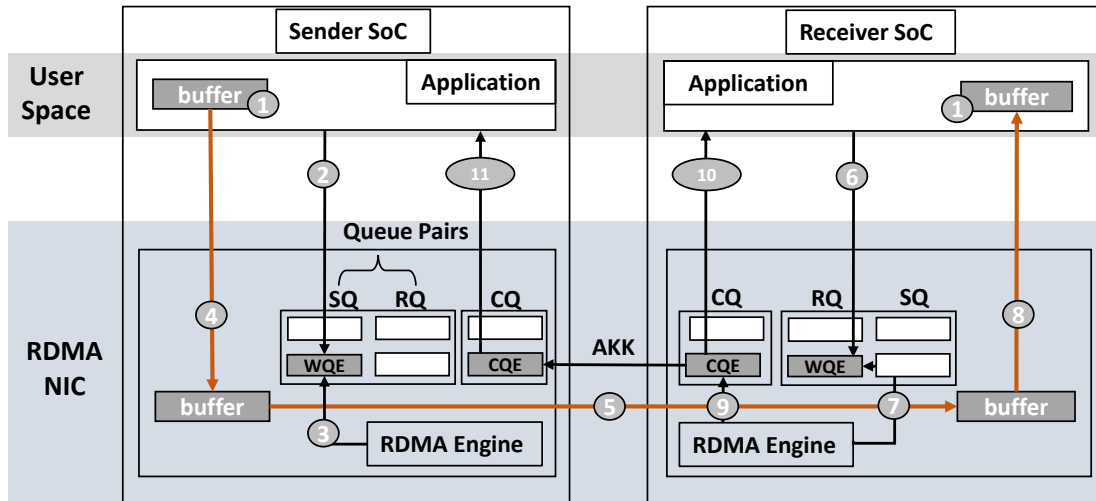 Sender SoC
Receiver SoC
User
Space
Application
Application
buffer
1
buffer
1
2
11
10
6
Queue Pairs
SQ
RQ
CQ
CQ
RQ
SQ
4
8
RDMA
NIC
WQE
CQE
AKK
CQE
WQE
buffer
5
9
7
buffer
3
RDMA Engine
RDMA Engine